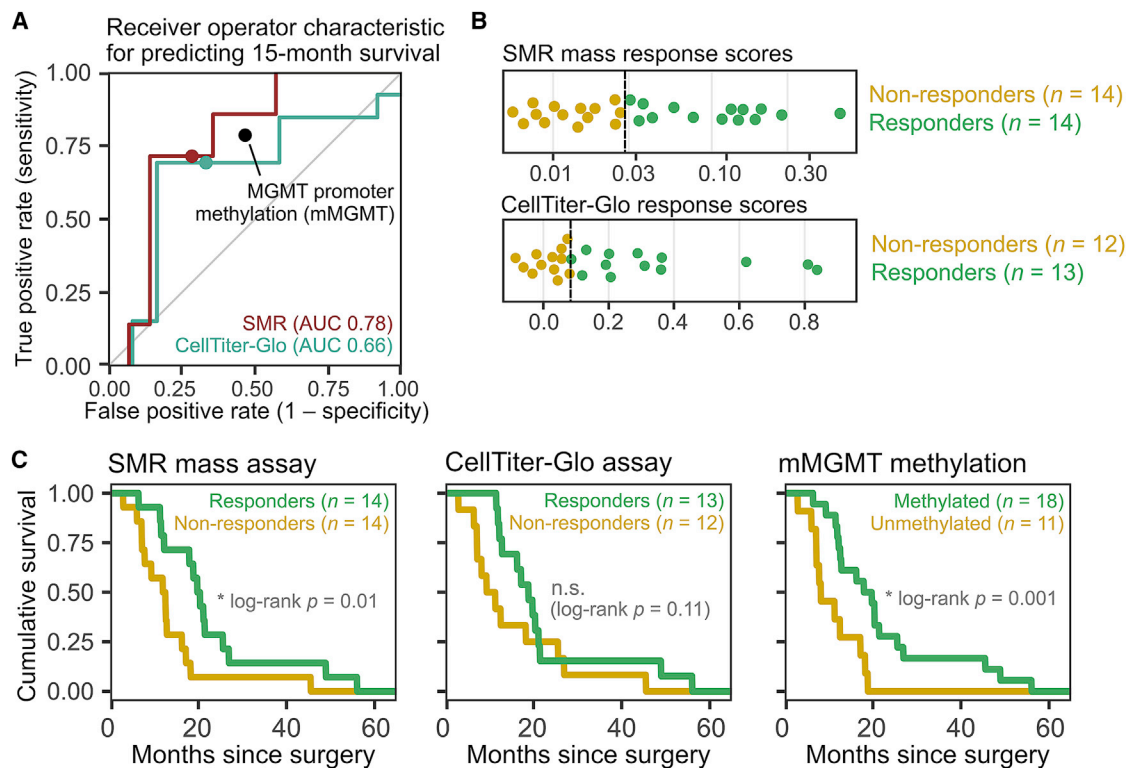 A
Receiver operator characteristic
for predicting 15-month survival
True positive rate (sensitivity)
1.00
0.75
0.50
0.25
0.00
MGMT promoter
methylation (mMGMT)
SMR (AUC 0.78)
CellTiter-Glo (AUC 0.66)
0.00 0.25 0.50 0.75 1.00
False positive rate (1 – specificity)
B
SMR mass response scores
Non-responders (n = 14)
Responders (n = 14)
0.01 0.03 0.10 0.30
CellTiter-Glo response scores
Non-responders (n = 12)
Responders (n = 13)
0.0 0.2 0.4 0.6 0.8
C
SMR mass assay
Cumulative survival
1.00
0.75
0.50
0.25
0.00
Responders (n = 14)
Non-responders (n = 14)
* log-rank p = 0.01
0 20 40 60
Months since surgery
CellTiter-Glo assay
Responders (n = 13)
Non-responders (n = 12)
n.s.
(log-rank p = 0.11)
0 20 40 60
Months since surgery
mMGMT methylation
Methylated (n = 18)
Unmethylated (n = 11)
* log-rank p = 0.001
0 20 40 60
Months since surgery